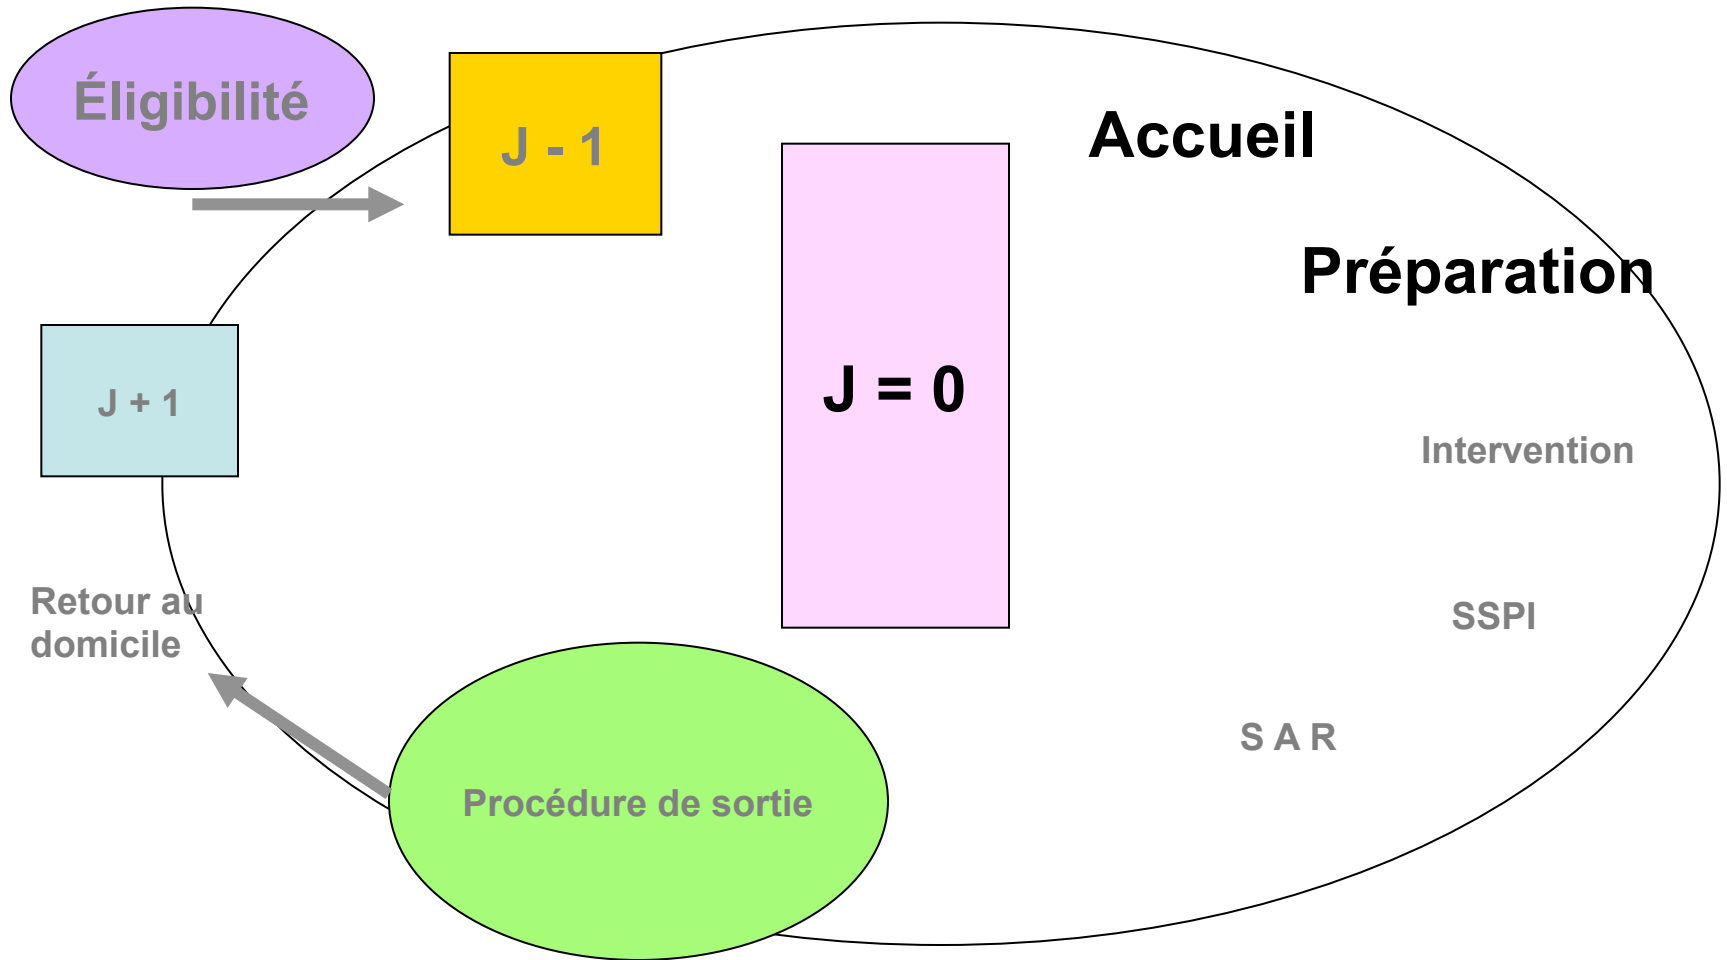 Éligibilité
J - 1
Accueil
Préparation
J = 0
J + 1
Intervention
Retour au
domicile
SSPI
S A R
Procédure de sortie